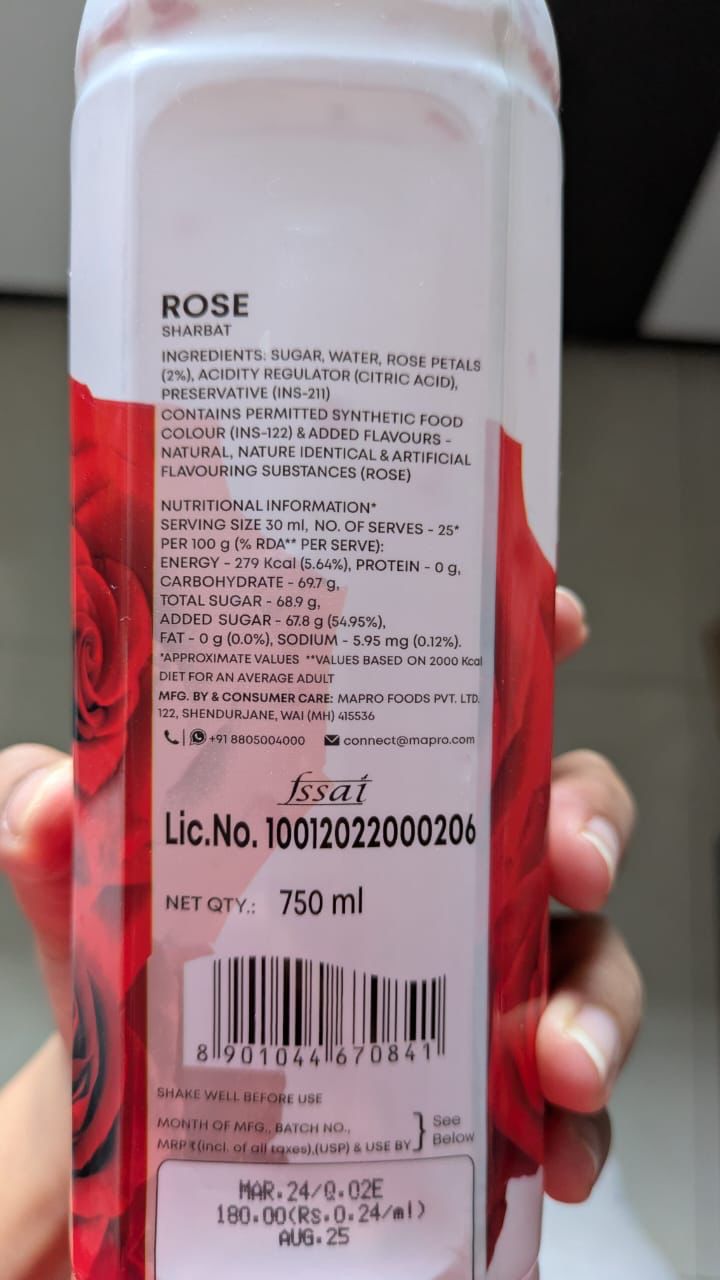 ROSE
SHARBAT
INGREDIENTS: SUGAR, WATER, ROSE PETALS
(2%), ACIDITY REGULATOR (CITRIC ACID),
PRESERVATIVE (INS-211)
CONTAINS PERMITTED SYNTHETIC FOOD
COLOUR (INS-122) & ADDED FLAVOURS -
NATURAL, NATURE IDENTICAL & ARTIFICIAL
FLAVOURING SUBSTANCES (ROSE)
NUTRITIONAL INFORMATION*
SERVING SIZE 30 ml, NO. OF SERVES - 25*
PER 100 g (% RDA** PER SERVE):
ENERGY - 279 Kcal (5.64%), PROTEIN - 0 g,
CARBOHYDRATE - 69.7 g,
TOTAL SUGAR - 68.9 g,
ADDED SUGAR - 67.8 g (54.95%),
FAT - 0 g (0.0%), SODIUM - 5.95 mg (0.12%).
*APPROXIMATE VALUES **VALUES BASED ON 2000 Kcal
DIET FOR AN AVERAGE ADULT
MFG. BY & CONSUMER CARE: MAPRO FOODS PVT. LTD.
122, SHENDURJANE, WAI (MH) 415536
+91 8805004000 connect@mapro.com
fssai
Lic.No. 10012022000206
NET QTY.: 750 ml
8 901044 670841
SHAKE WELL BEFORE USE
MONTH OF MFG., BATCH NO., } See
MRP ₹ (incl. of all taxes),(USP) & USE BY Below
MAR.24/Q.02E
180.00(Rs.0.24/ml)
AUG.25